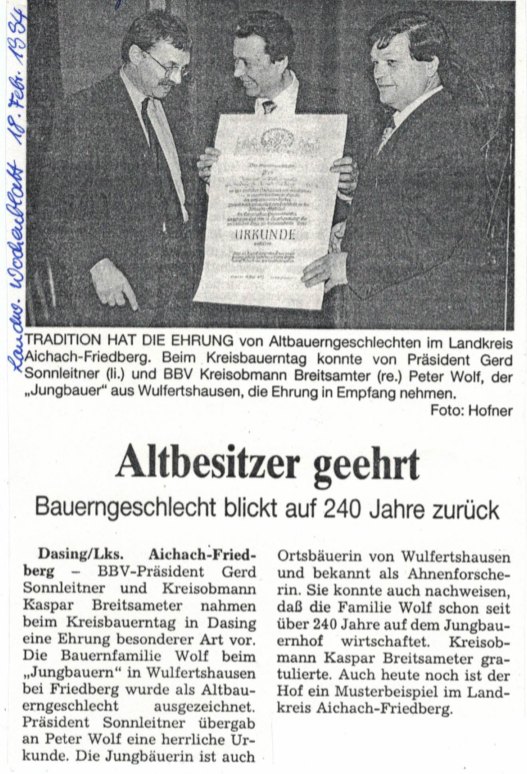 Landw. Wochenblatt 18. Febr. 1994
URKUNDE
TRADITION HAT DIE EHRUNG von Altbauerngeschlechten im Landkreis
Aichach-Friedberg. Beim Kreisbauerntag konnte von Präsident Gerd
Sonnleitner (li.) und BBV Kreisobmann Breitsamter (re.) Peter Wolf, der
„Jungbauer" aus Wulfertshausen, die Ehrung in Empfang nehmen.
Foto: Hofner
Altbesitzer geehrt
Bauerngeschlecht blickt auf 240 Jahre zurück
Dasing/Lks. Aichach-Fried-
berg – BBV-Präsident Gerd
Sonnleitner und Kreisobmann
Kaspar Breitsameter nahmen
beim Kreisbauerntag in Dasing
eine Ehrung besonderer Art vor.
Die Bauernfamilie Wolf beim
„Jungbauern" in Wulfertshausen
bei Friedberg wurde als Altbau-
erngeschlecht ausgezeichnet.
Präsident Sonnleitner übergab
an Peter Wolf eine herrliche Ur-
kunde. Die Jungbäuerin ist auch
Ortsbäuerin von Wulfertshausen
und bekannt als Ahnenforsche-
rin. Sie konnte auch nachweisen,
daß die Familie Wolf schon seit
über 240 Jahre auf dem Jungbau-
ernhof wirtschaftet. Kreisob-
mann Kaspar Breitsameter gra-
tulierte. Auch heute noch ist der
Hof ein Musterbeispiel im Land-
kreis Aichach-Friedberg.